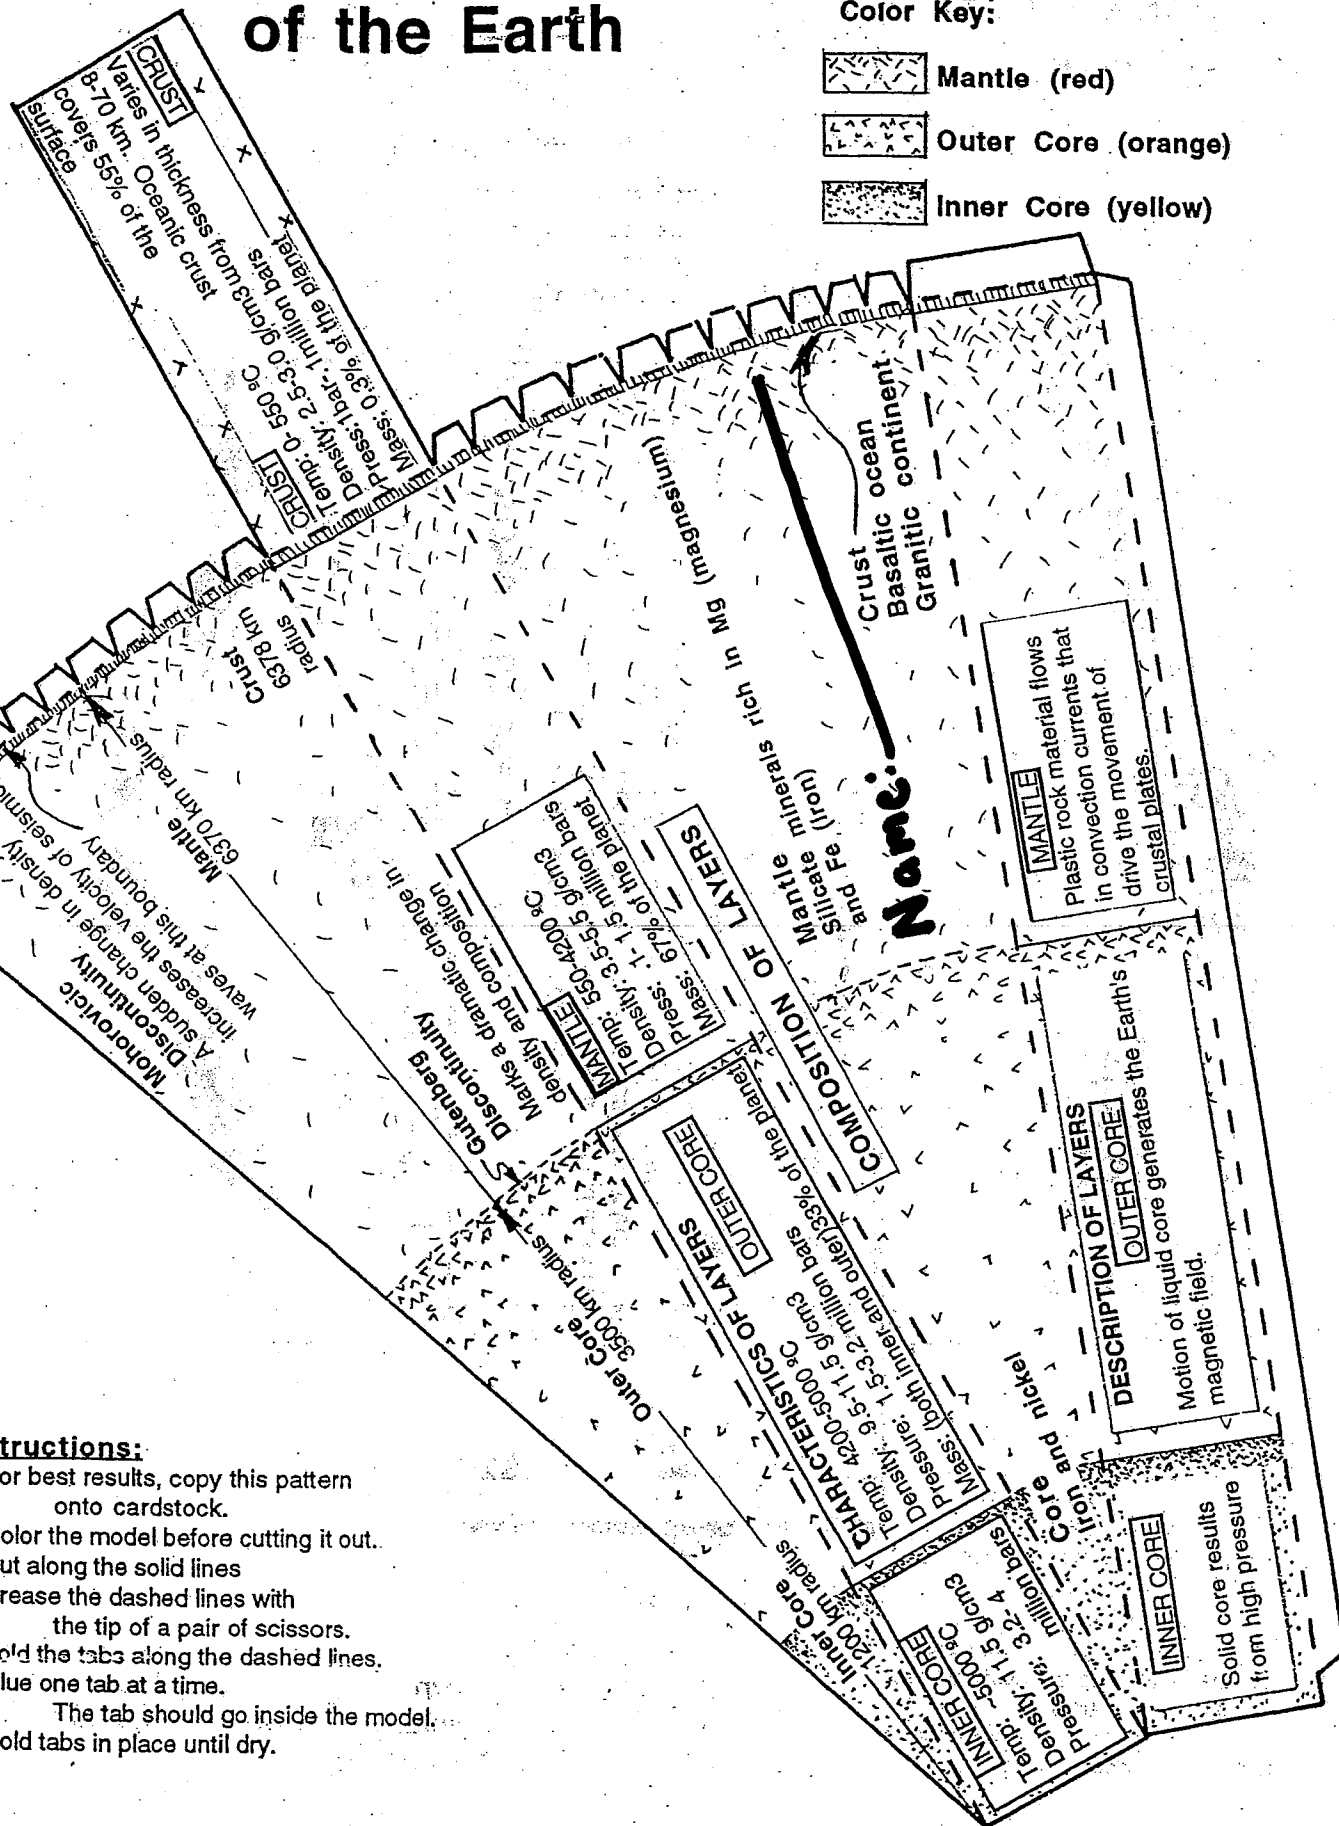 of the Earth
Color Key:
Mantle (red)
Outer Core (orange)
Inner Core (yellow)
CRUST
Varies in thickness from
8-70 km. Oceanic crust
covers 55% of the
surface
CRUST
Temp: 0- 550 ºC
Density: 2.5-3.0 g/cm3
Press:1bar-.1million bars
Mass: 0.3% of the planet
Crust
6378 km
radius
Mantle
6370 km radius
Mohorovicic
Discontinuity
A sudden change in density
increases the velocity of seismic
waves at this boundary
Gutenberg
Discontinuity
Marks a dramatic change in
density and composition
Outer Core
3500 km radius
Inner Core
1200 km radius
MANTLE
Temp: 550-4200 ºC
Density: 3.5-5.5 g/cm3
Press: .1- 1.5 million bars
Mass: 67% of the planet
CHARACTERISTICS OF LAYERS
OUTER CORE
Temp: 4200-5000 ºC
Density: 9.5-11.5 g/cm3
Pressure: 1.5-3.2 million bars
Mass: (both inner and outer)33% of the planet
INNER CORE
Temp: ~5000 ºC
Density: 11.5 g/cm3
Pressure: 3.2- 4
million bars
COMPOSITION OF LAYERS
Crust
Basaltic ocean
Granitic continent
Mantle
Silicate minerals rich in Mg (magnesium)
and Fe (iron)
Core
Iron and nickel
Name:
MANTLE
Plastic rock material flows
in convection currents that
drive the movement of
crustal plates.
DESCRIPTION OF LAYERS
OUTER CORE
Motion of liquid core generates the Earth's
magnetic field.
INNER CORE
Solid core results
from high pressure
tructions:
or best results, copy this pattern
onto cardstock.
olor the model before cutting it out.
ut along the solid lines
rease the dashed lines with
the tip of a pair of scissors.
old the tabs along the dashed lines.
lue one tab at a time.
The tab should go inside the model.
old tabs in place until dry.